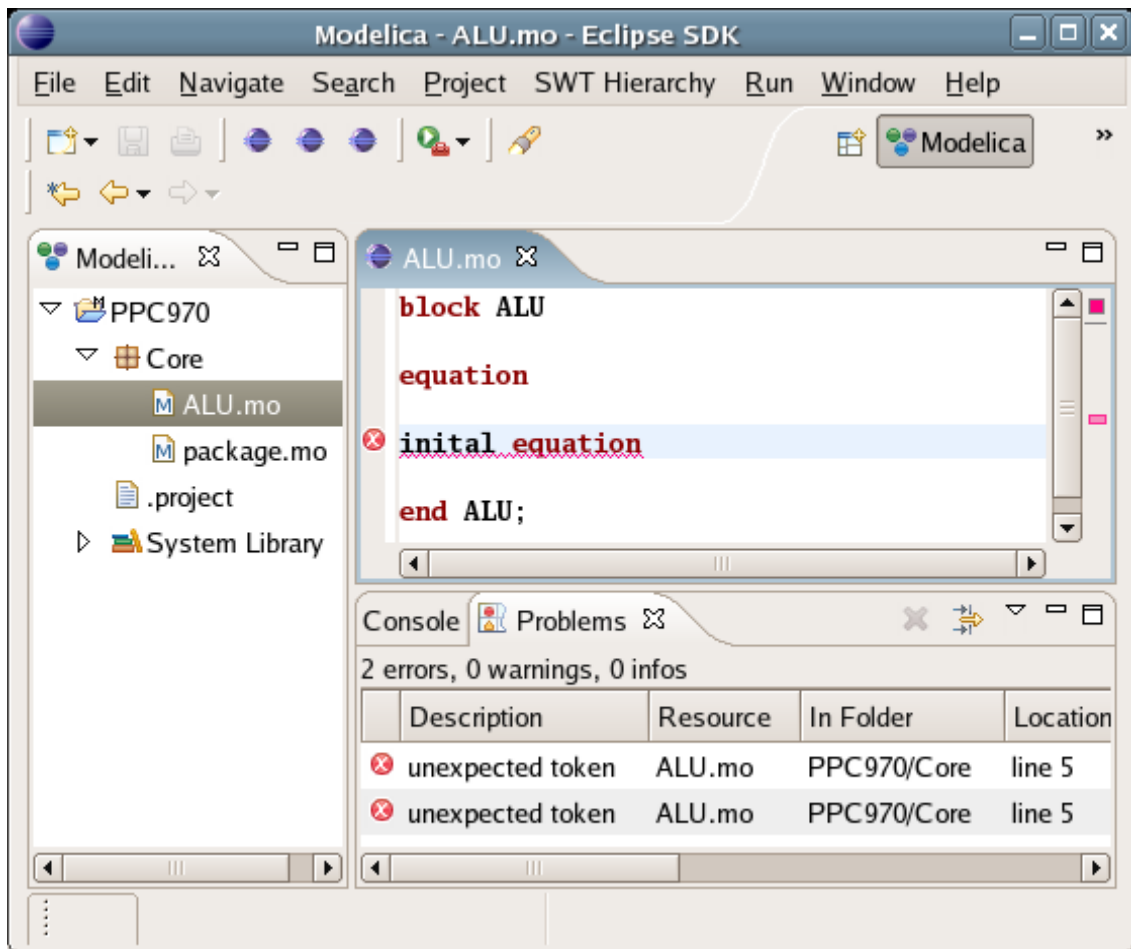 Modelica - ALU.mo - Eclipse SDK
File Edit Navigate Search Project SWT Hierarchy Run Window Help
Modelica »
Modeli...
PPC970
Core
ALU.mo
package.mo
.project
System Library
ALU.mo
block ALU
equation
inital equation
end ALU;
Console Problems
2 errors, 0 warnings, 0 infos
Description Resource In Folder Location
unexpected token ALU.mo PPC970/Core line 5
unexpected token ALU.mo PPC970/Core line 5